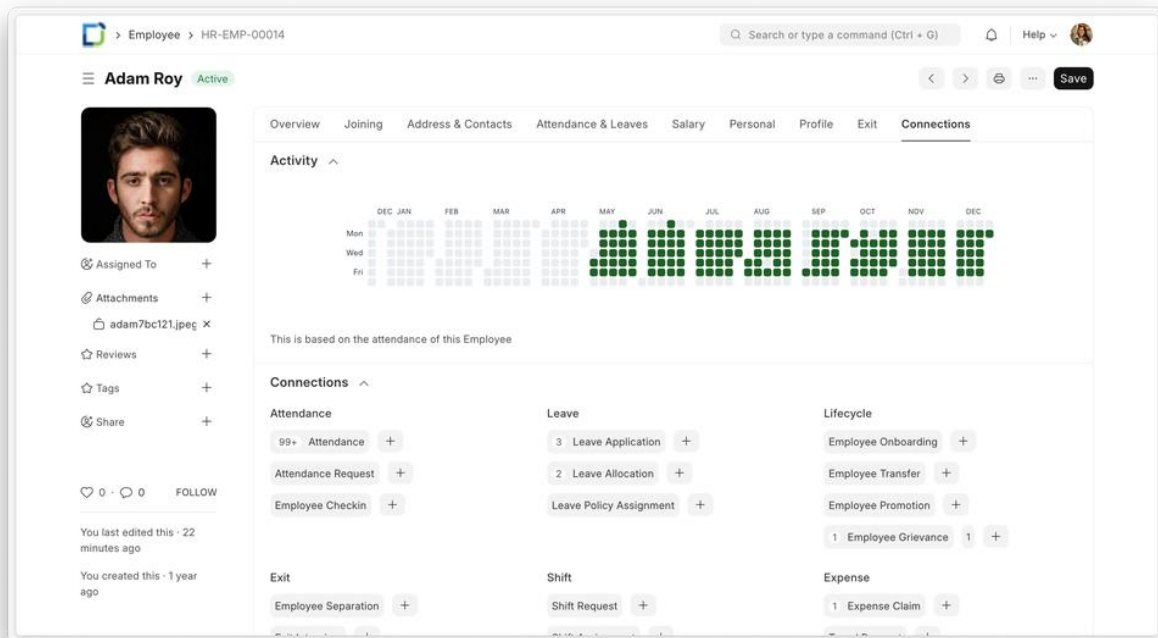 Employee HR-EMP-00014 Search or type a command (Ctrl + G) Help
Adam Roy Active Save
Overview Joining Address & Contacts Attendance & Leaves Salary Personal Profile Exit Connections
Activity
DEC JAN FEB MAR APR MAY JUN JUL AUG SEP OCT NOV DEC
Mon
Wed
Fri
This is based on the attendance of this Employee
Assigned To
Attachments
adam7bc121.jpeg
Reviews
Tags
Share
0 · 0 FOLLOW
You last edited this · 22
minutes ago
You created this · 1 year
ago
Connections
Attendance
99+ Attendance
Attendance Request
Employee Checkin
Leave
3 Leave Application
2 Leave Allocation
Leave Policy Assignment
Lifecycle
Employee Onboarding
Employee Transfer
Employee Promotion
1 Employee Grievance 1
Exit
Employee Separation
Shift
Shift Request
Expense
1 Expense Claim